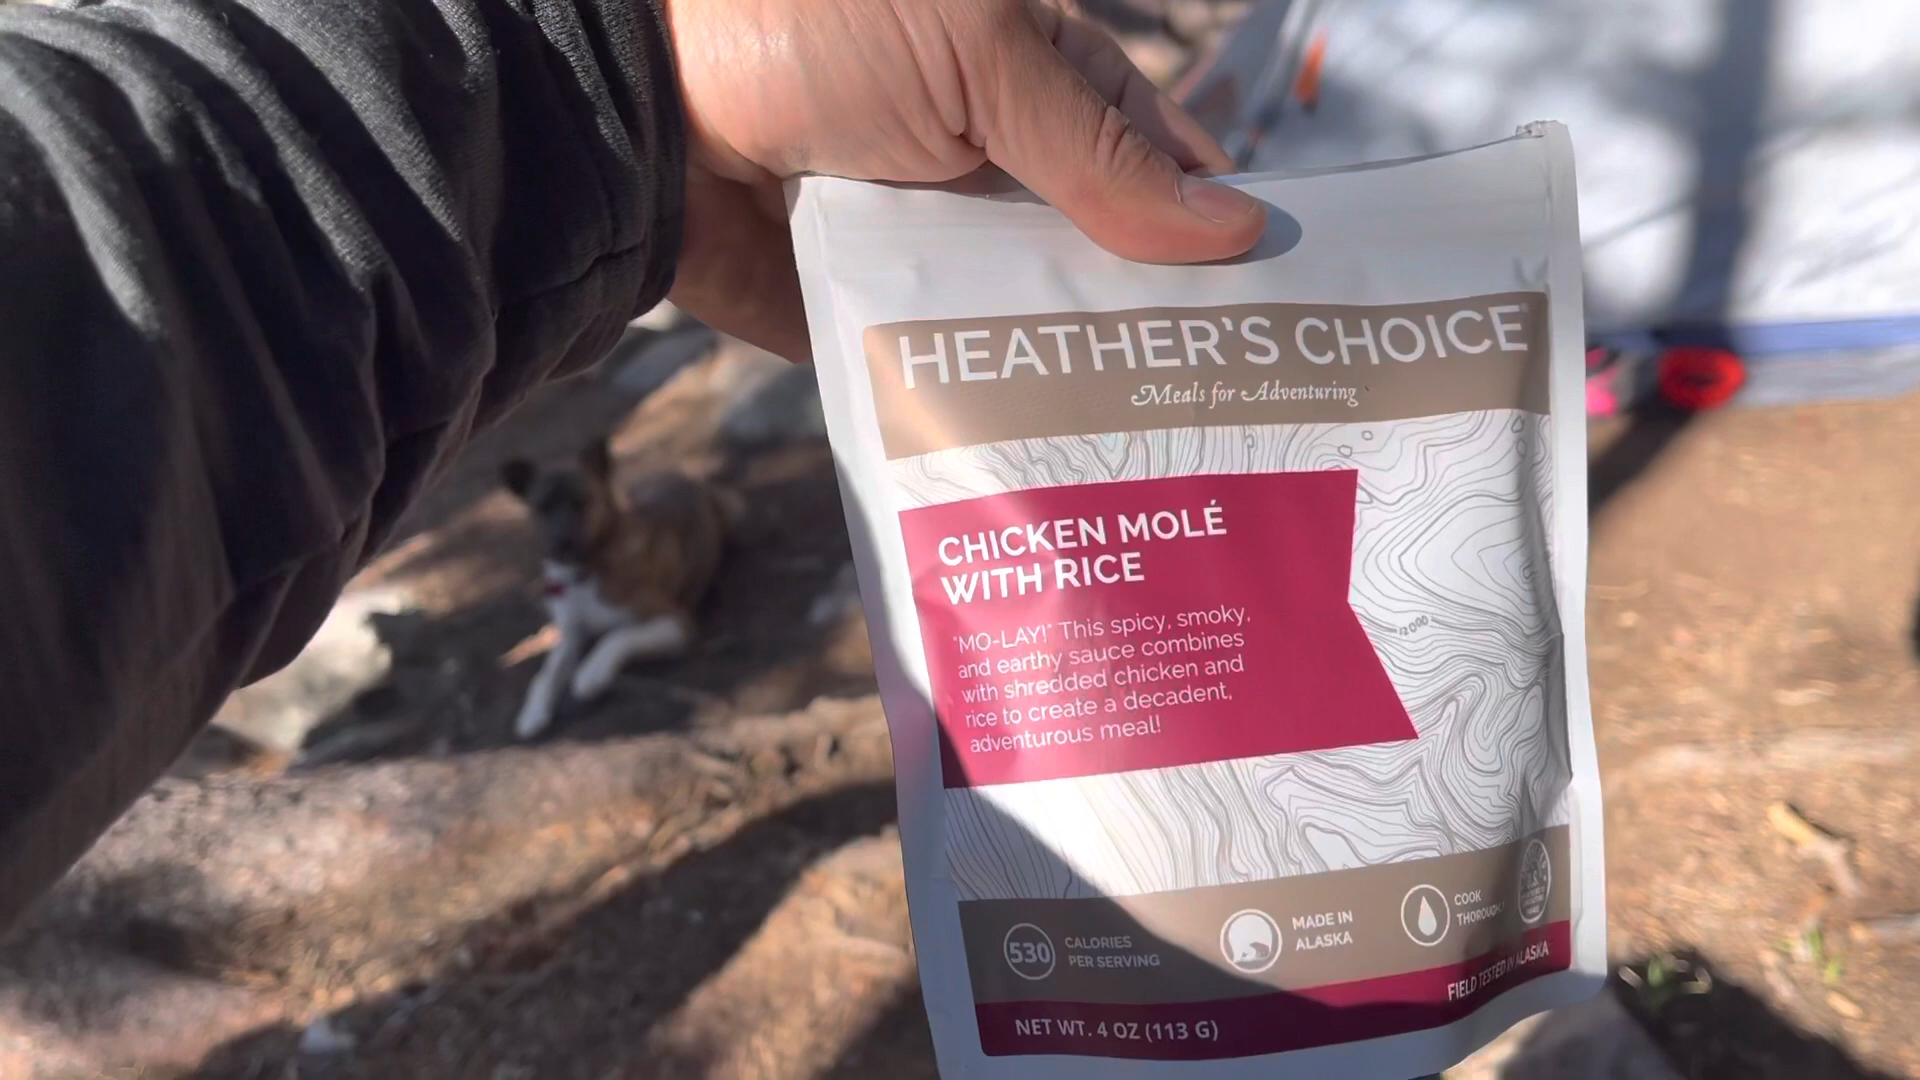 HEATHER'S CHOICE
Meals for Adventuring
CHICKEN MOLÉ
WITH RICE
"MO-LAY!" This spicy, smoky,
and earthy sauce combines
with shredded chicken and
rice to create a decadent,
adventurous meal!
12000
530
CALORIES
PER SERVING
MADE IN
ALASKA
COOK
THOROUGHLY
FIELD TESTED IN ALASKA
NET WT. 4 OZ (113 G)